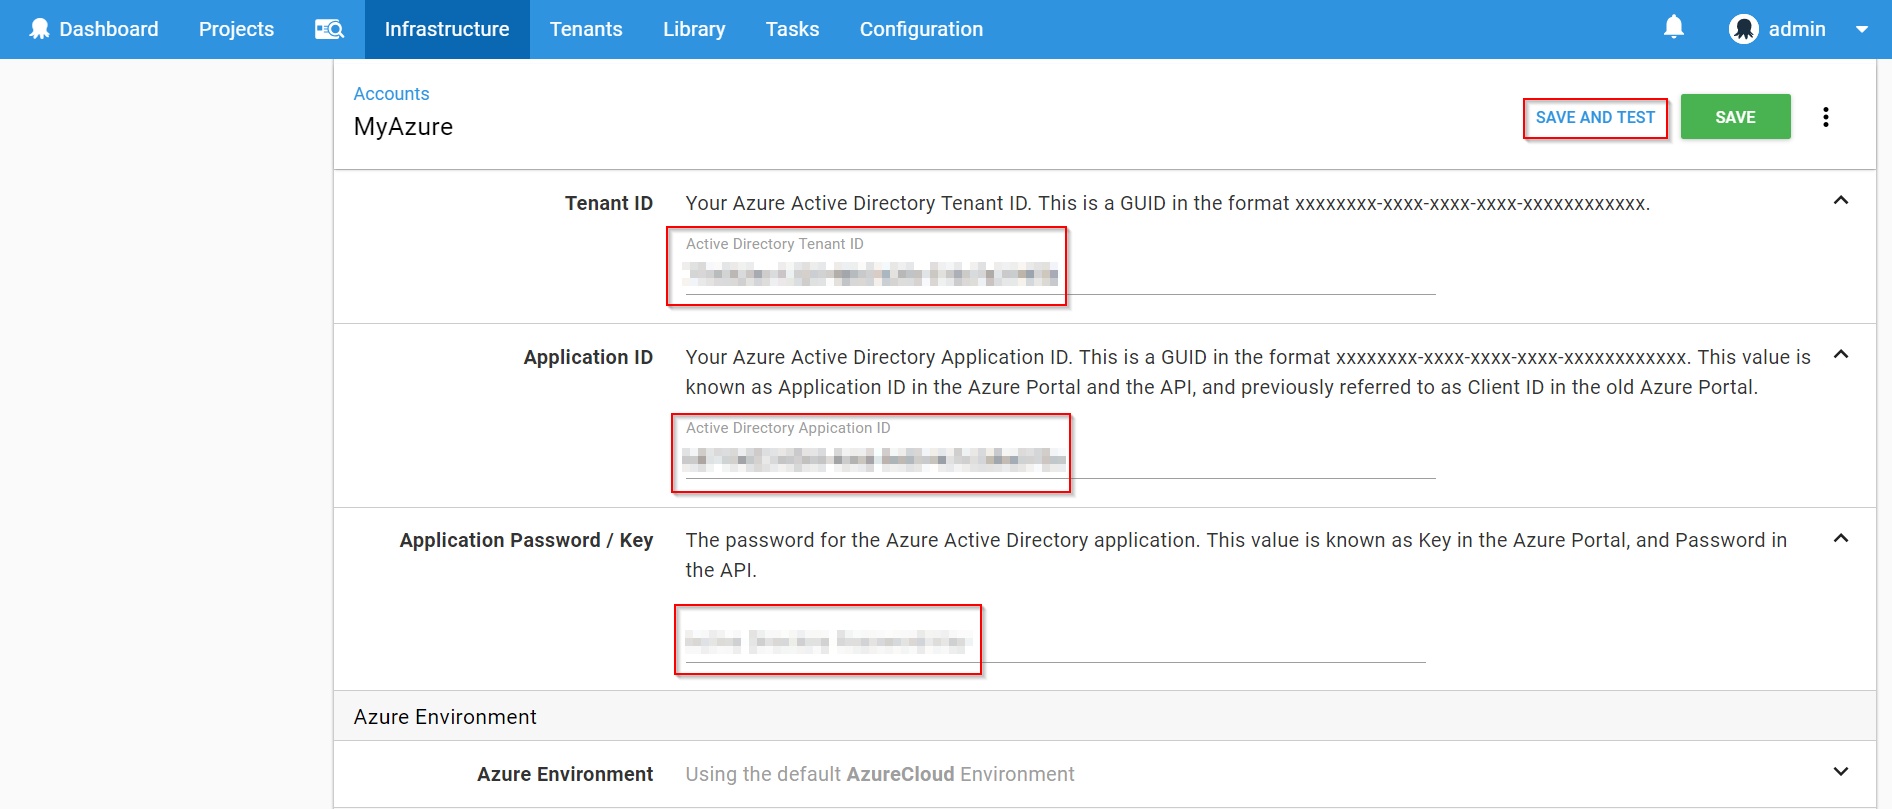 Dashboard Projects Infrastructure Tenants Library Tasks Configuration admin
Accounts
MyAzure
SAVE AND TEST SAVE
Tenant ID Your Azure Active Directory Tenant ID. This is a GUID in the format xxxxxxxx-xxxx-xxxx-xxxx-xxxxxxxxxxxx.
Active Directory Tenant ID
Application ID Your Azure Active Directory Application ID. This is a GUID in the format xxxxxxxx-xxxx-xxxx-xxxx-xxxxxxxxxxxx. This value is
known as Application ID in the Azure Portal and the API, and previously referred to as Client ID in the old Azure Portal.
Active Directory Appication ID
Application Password / Key The password for the Azure Active Directory application. This value is known as Key in the Azure Portal, and Password in
the API.
Azure Environment
Azure Environment Using the default AzureCloud Environment